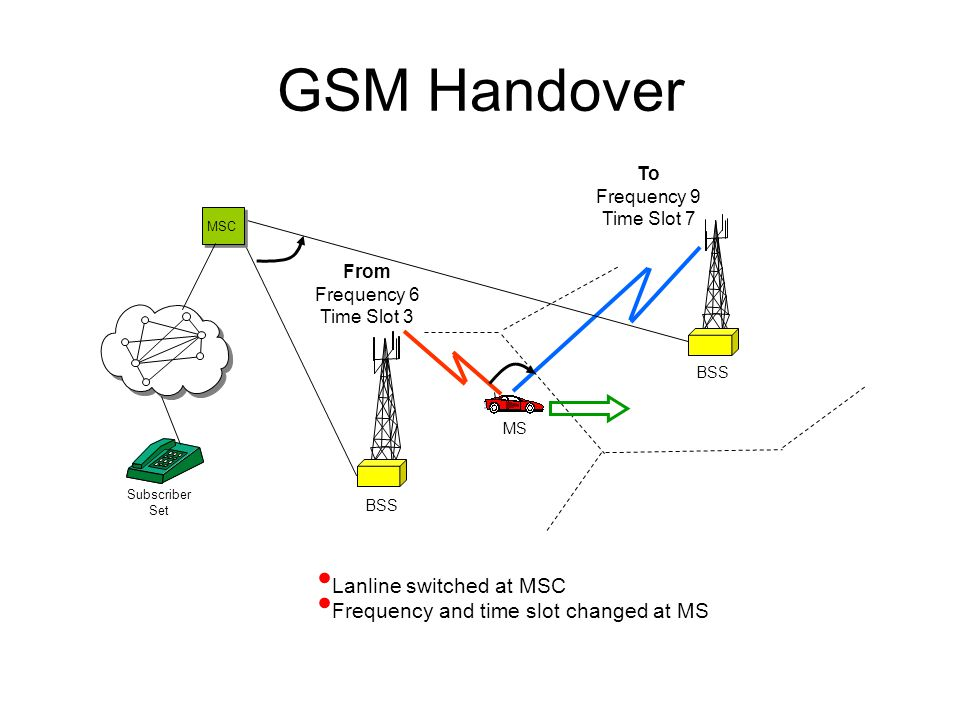 GSM Handover
To
Frequency 9
Time Slot 7
MSC
From
Frequency 6
Time Slot 3
BSS
MS
Subscriber
Set
BSS
Lanline switched at MSC
Frequency and time slot changed at MS